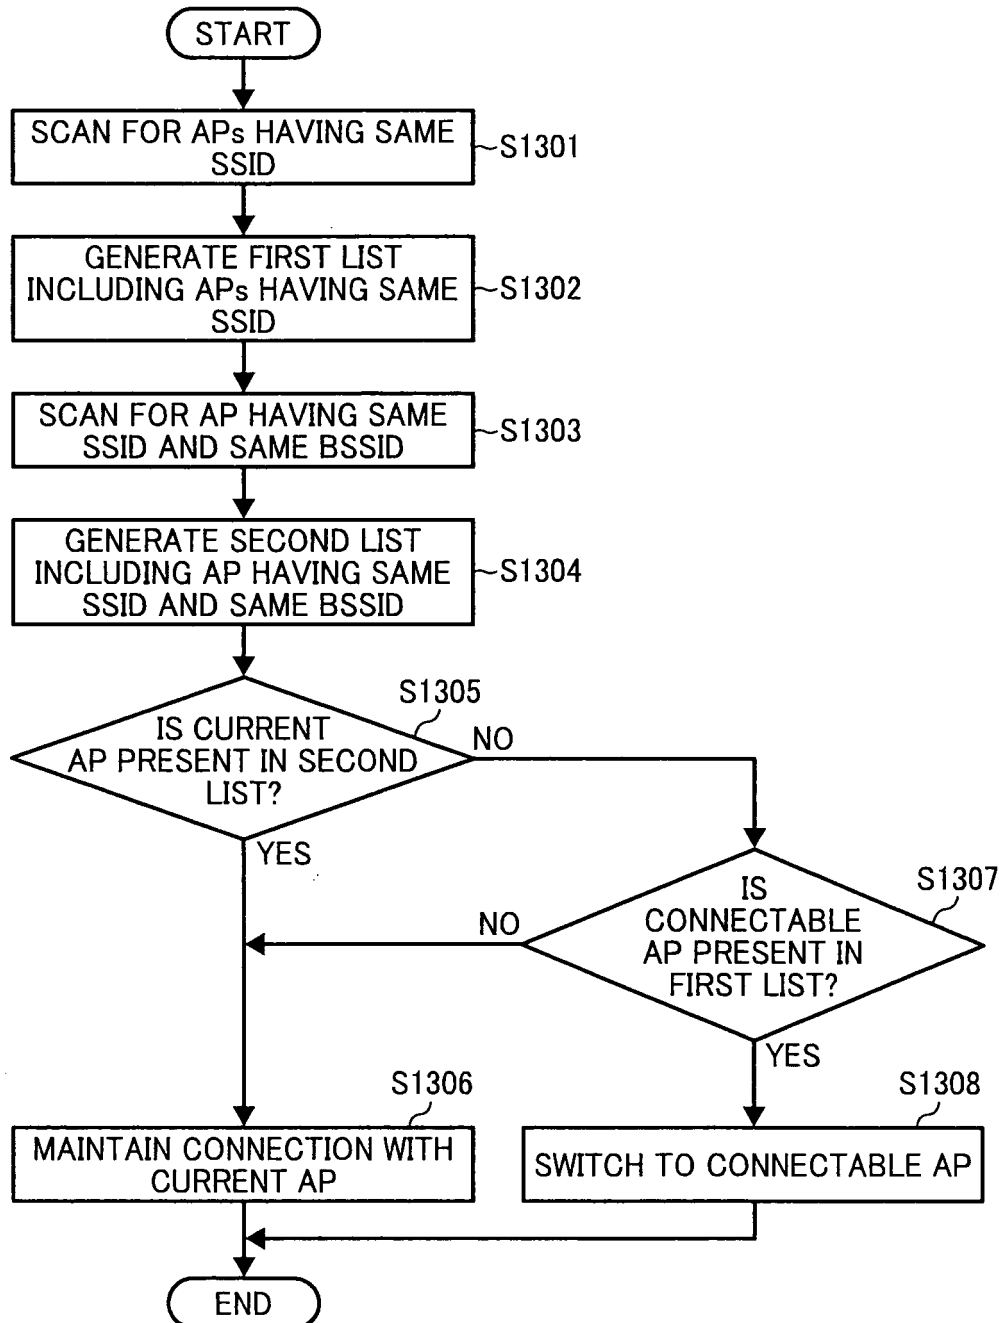 START
SCAN FOR APs HAVING SAME
SSID
S1301
GENERATE FIRST LIST
INCLUDING APs HAVING SAME
SSID
S1302
SCAN FOR AP HAVING SAME
SSID AND SAME BSSID
S1303
GENERATE SECOND LIST
INCLUDING AP HAVING SAME
SSID AND SAME BSSID
S1304
S1305
IS CURRENT
AP PRESENT IN SECOND
LIST?
NO
YES
S1307
IS
CONNECTABLE
AP PRESENT IN
FIRST LIST?
NO
YES
S1306
MAINTAIN CONNECTION WITH
CURRENT AP
S1308
SWITCH TO CONNECTABLE AP
END